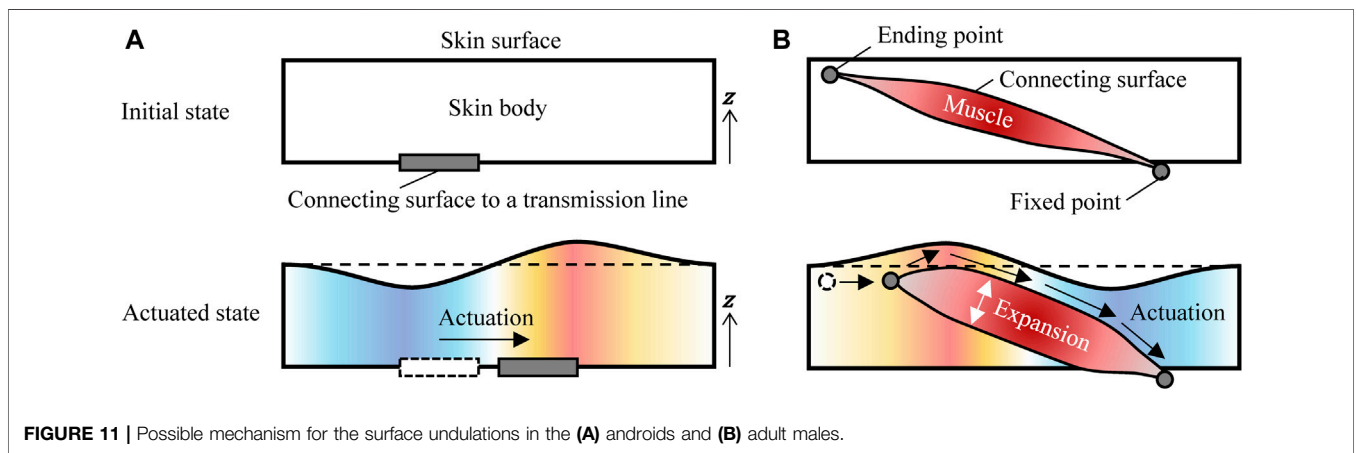 A
Skin surface
Initial state
Skin body
z
Connecting surface to a transmission line
Actuated state
Actuation
z
B
Ending point
Connecting surface
Muscle
Fixed point
Expansion
Actuation
FIGURE 11 | Possible mechanism for the surface undulations in the (A) androids and (B) adult males.